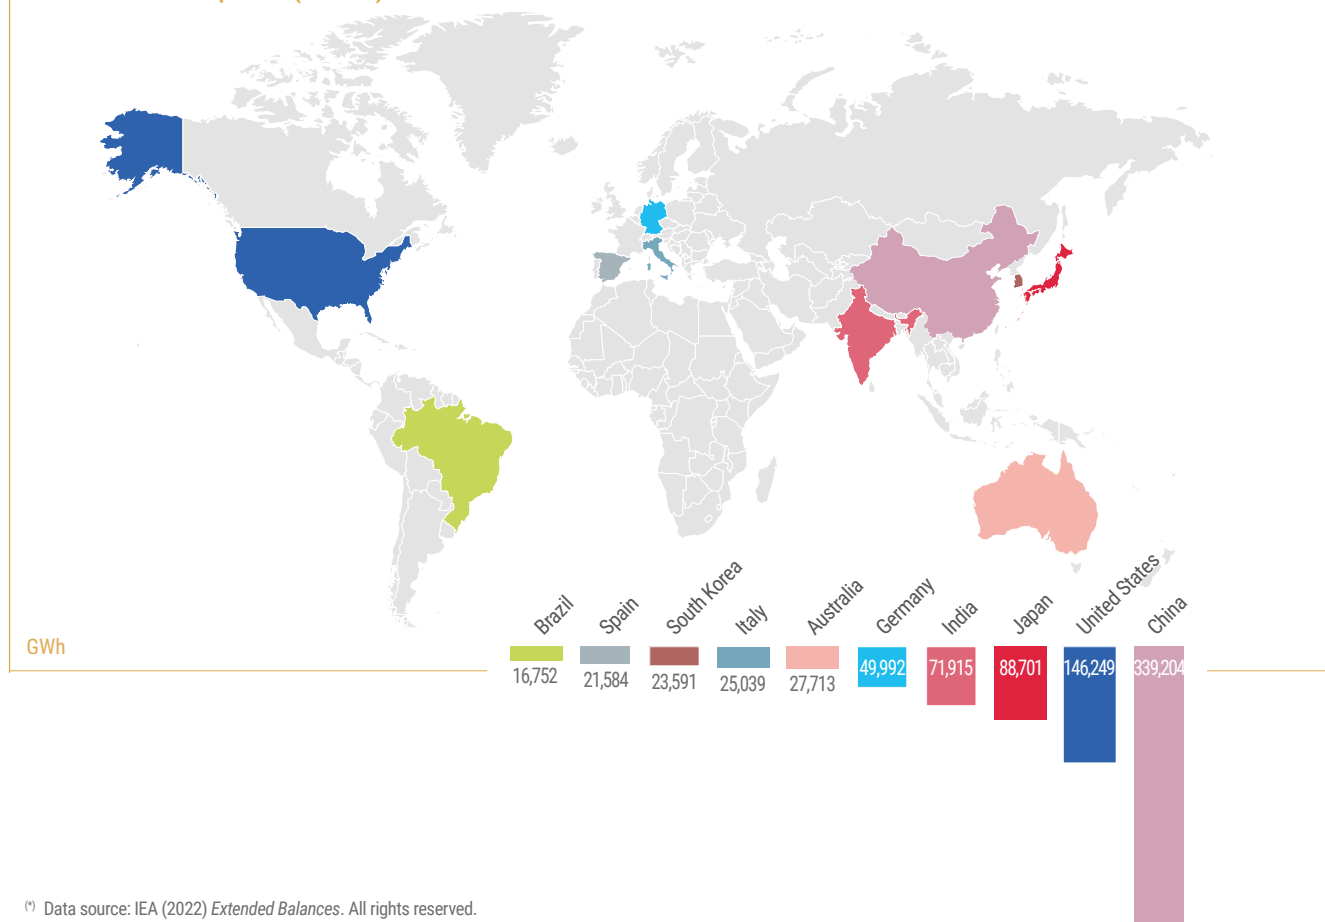 GWh
Brazil
Spain
South Korea
Italy
Australia
Germany
India
Japan
United States
China
16,752
21,584
23,591
25,039
27,713
49,992
71,915
88,701
146,249
339,204
(*) Data source: IEA (2022) Extended Balances. All rights reserved.